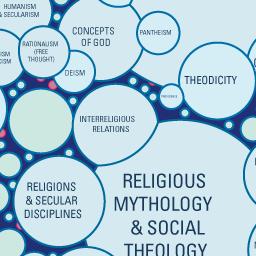 HUMANISM
& SECULARISM
RATIONALISM
(FREE
THOUGHT)
CONCEPTS
OF GOD
PANTHEISM
DEISM
THEODICITY
INTERRELIGIOUS
RELATIONS
RELIGIONS
& SECULAR
DISCIPLINES
RELIGIOUS
MYTHOLOGY
& SOCIAL
THEOLOGY